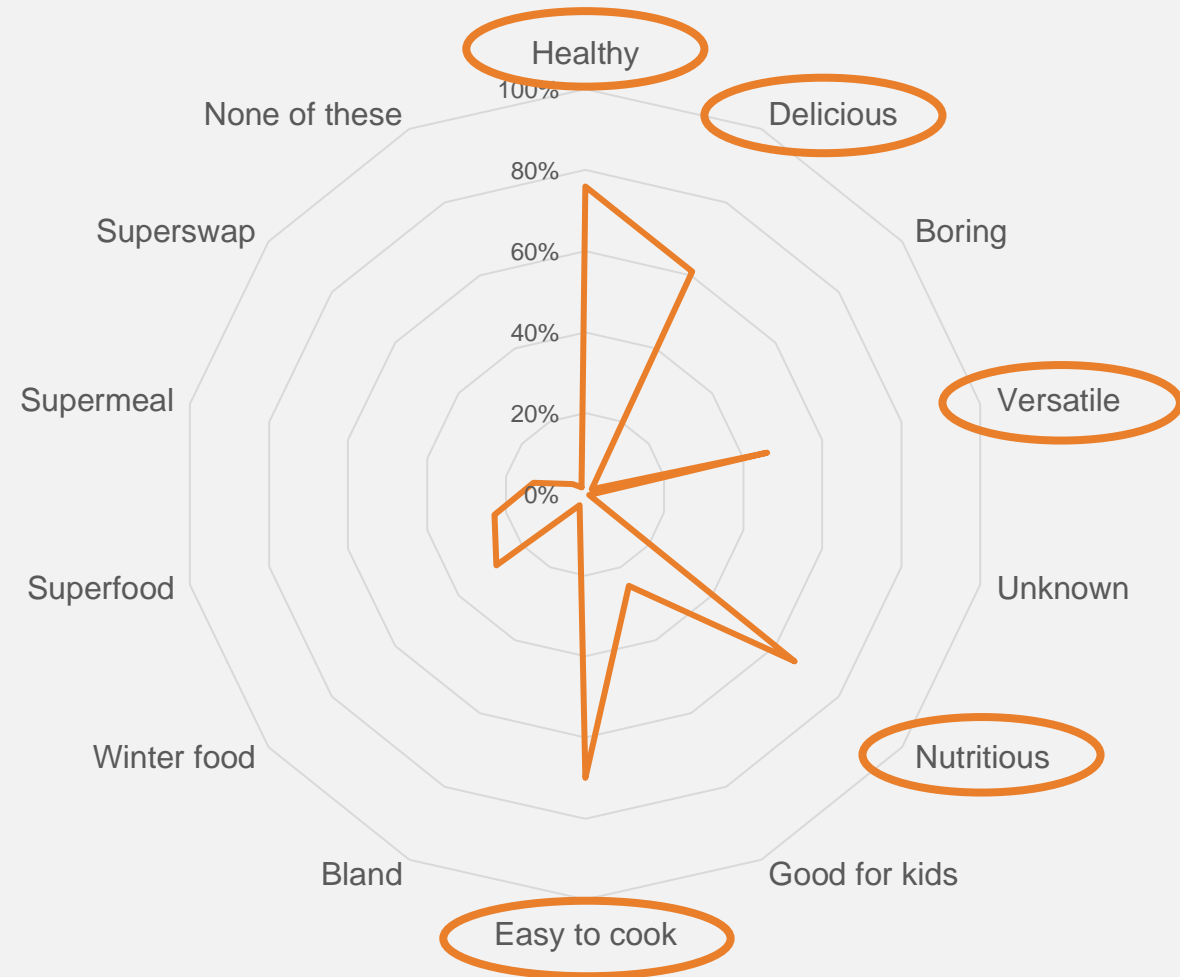 Healthy
100%
None of these
Delicious
80%
Superswap
Boring
60%
40%
Supermeal
Versatile
20%
0%
Superfood
Unknown
Winter food
Nutritious
Bland
Good for kids
Easy to cook